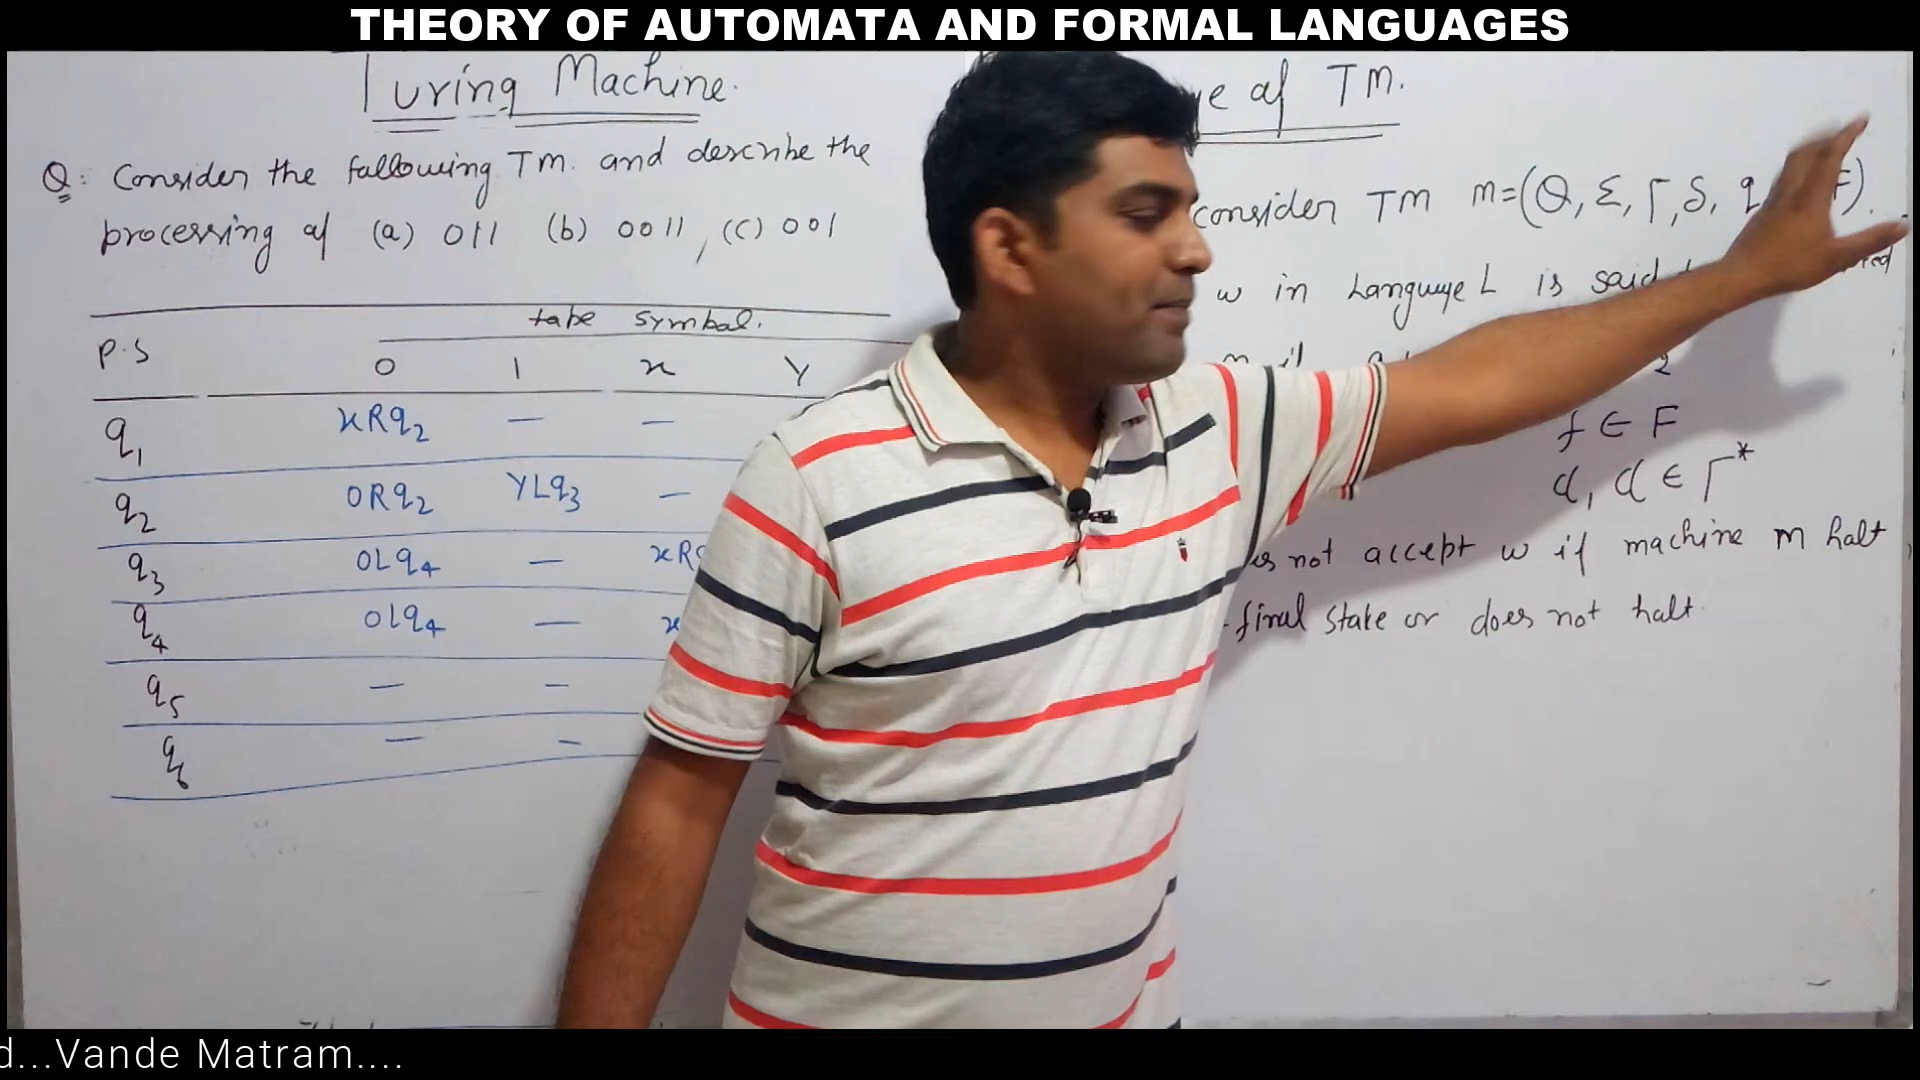 THEORY OF AUTOMATA AND FORMAL LANGUAGES
Turing Machine.
Q: Consider the following TM. and describe the
processing of (a) 011 (b) 0011, (C) 001
tape symbol.
P.S 0 1 x Y
q1 xRq2 — —
q2 0Rq2 YLq3 —
q3 0Lq4 —
q4 0Lq4 —
q5 — —
q6 — —
of TM.
consider TM M=(Q, Σ, Γ, δ, q
w in Language L is said
f ∈ F
α, α ∈ Γ*
not accept w if machine m halt
final state or does not halt
d...Vande Matram....